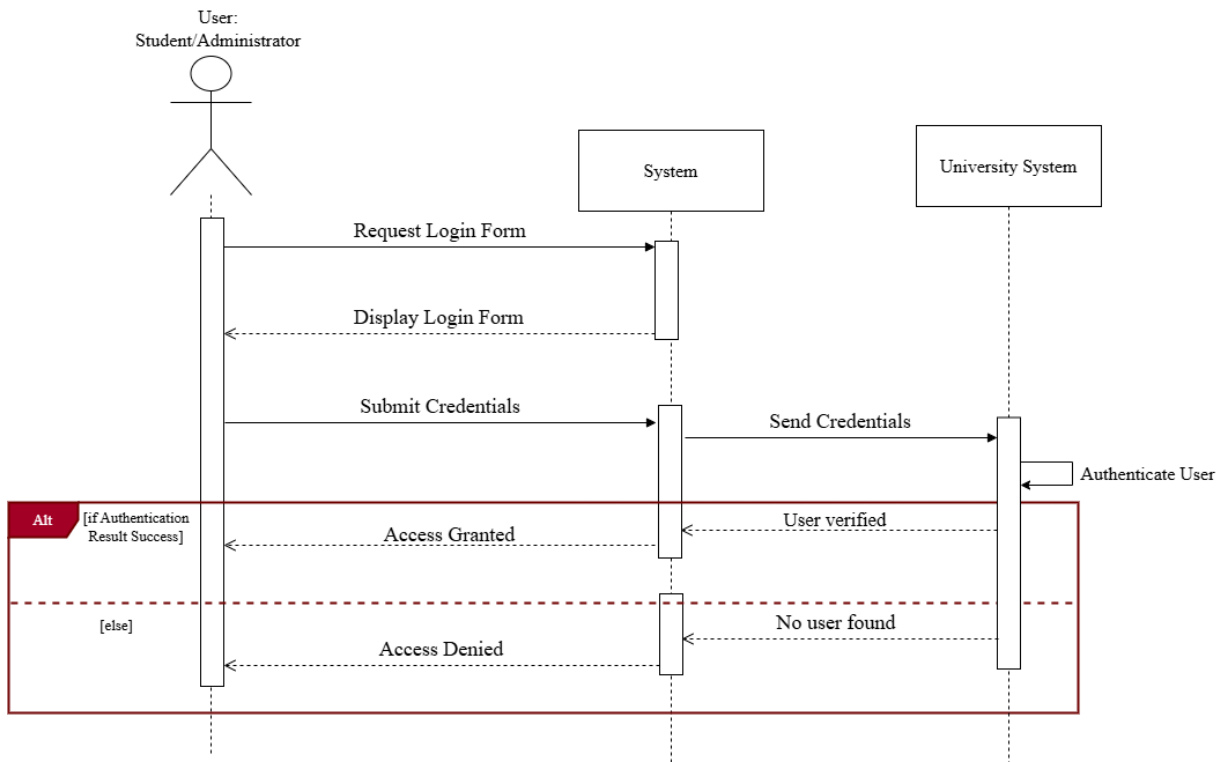 User:
Student/Administrator
System
University System
Request Login Form
Display Login Form
Submit Credentials
Send Credentials
Authenticate User
Alt
[if Authentication
Result Success]
User verified
Access Granted
[else]
No user found
Access Denied